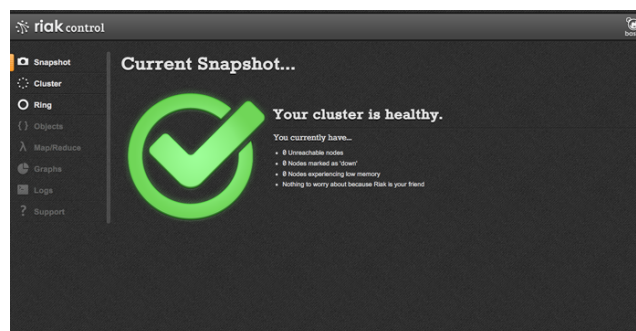 riak control
Snapshot
Cluster
Ring
Objects
Map/Reduce
Graphs
Logs
Support
Current Snapshot...
Your cluster is healthy.
You currently have...
0 Unreachable nodes
0 Nodes marked as 'down'
0 Nodes experiencing low memory
Nothing to worry about because Riak is your friend